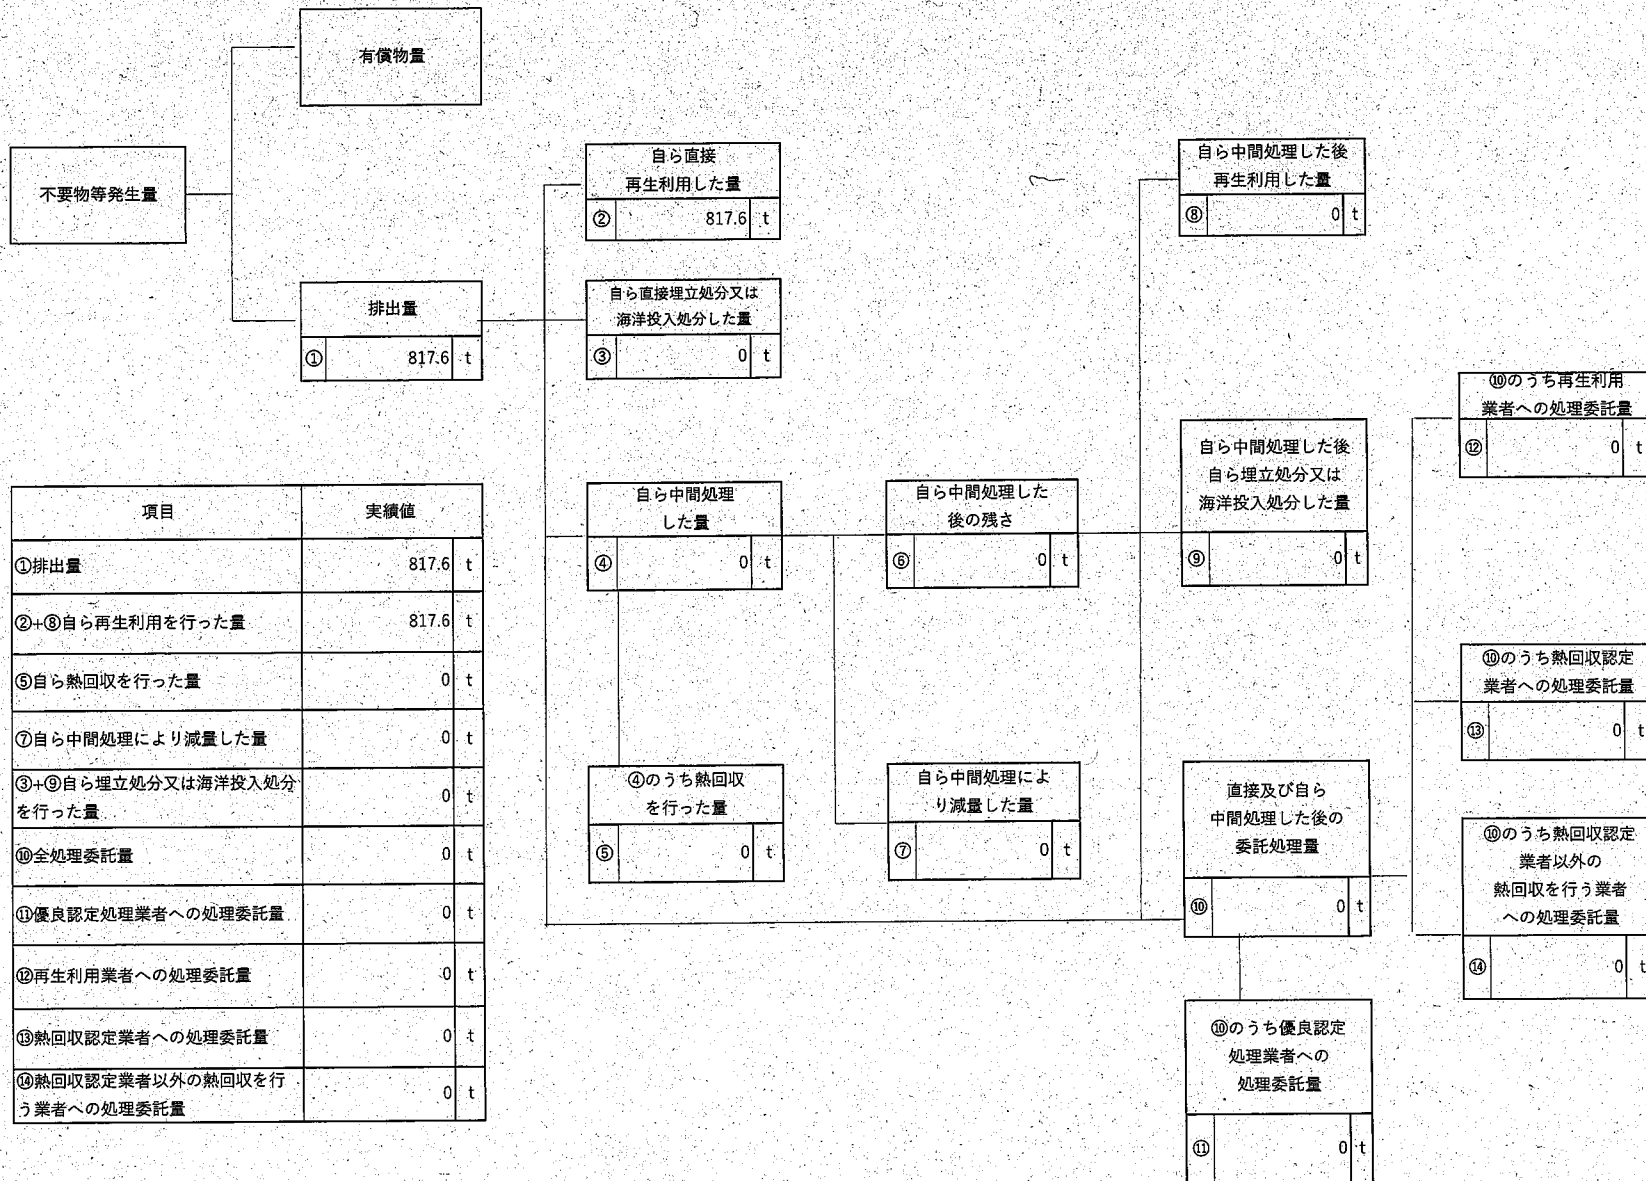 有償物量
不要物等発生量
排出量
① 817.6 t
自ら直接
再生利用した量
② 817.6 t
自ら直接埋立処分又は
海洋投入処分した量
③ 0 t
自ら中間処理
した量
④ 0 t
④のうち熱回収
を行った量
⑤ 0 t
自ら中間処理した
後の残さ
⑥ 0 t
自ら中間処理によ
り減量した量
⑦ 0 t
自ら中間処理した後
再生利用した量
⑧ 0 t
自ら中間処理した後
自ら埋立処分又は
海洋投入処分した量
⑨ 0 t
直接及び自ら
中間処理した後の
委託処理量
⑩ 0 t
⑩のうち優良認定
処理業者への
処理委託量
⑪ 0 t
⑩のうち再生利用
業者への処理委託量
⑫ 0 t
⑩のうち熱回収認定
業者への処理委託量
⑬ 0 t
⑩のうち熱回収認定
業者以外の
熱回収を行う業者
への処理委託量
⑭ 0 t
項目 実績値
①排出量 817.6 t
②+⑧自ら再生利用を行った量 817.6 t
⑤自ら熱回収を行った量 0 t
⑦自ら中間処理により減量した量 0 t
③+⑨自ら埋立処分又は海洋投入処分
を行った量 0 t
⑩全処理委託量 0 t
⑪優良認定処理業者への処理委託量 0 t
⑫再生利用業者への処理委託量 0 t
⑬熱回収認定業者への処理委託量 0 t
⑭熱回収認定業者以外の熱回収を行
う業者への処理委託量 0 t